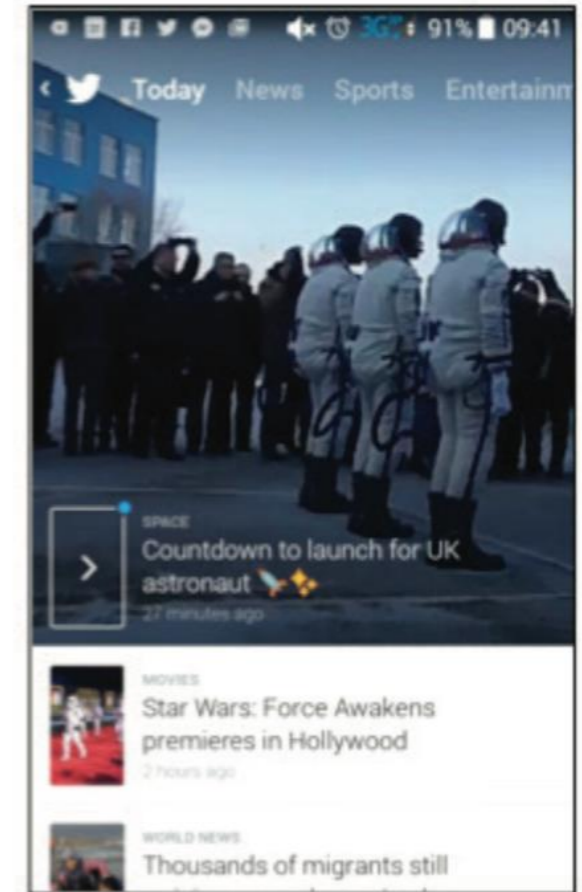 91% 09:41
Today News Sports Entertainm
SPACE
Countdown to launch for UK
astronaut
27 minutes ago
MOVIES
Star Wars: Force Awakens
premieres in Hollywood
2 hours ago
WORLD NEWS
Thousands of migrants still